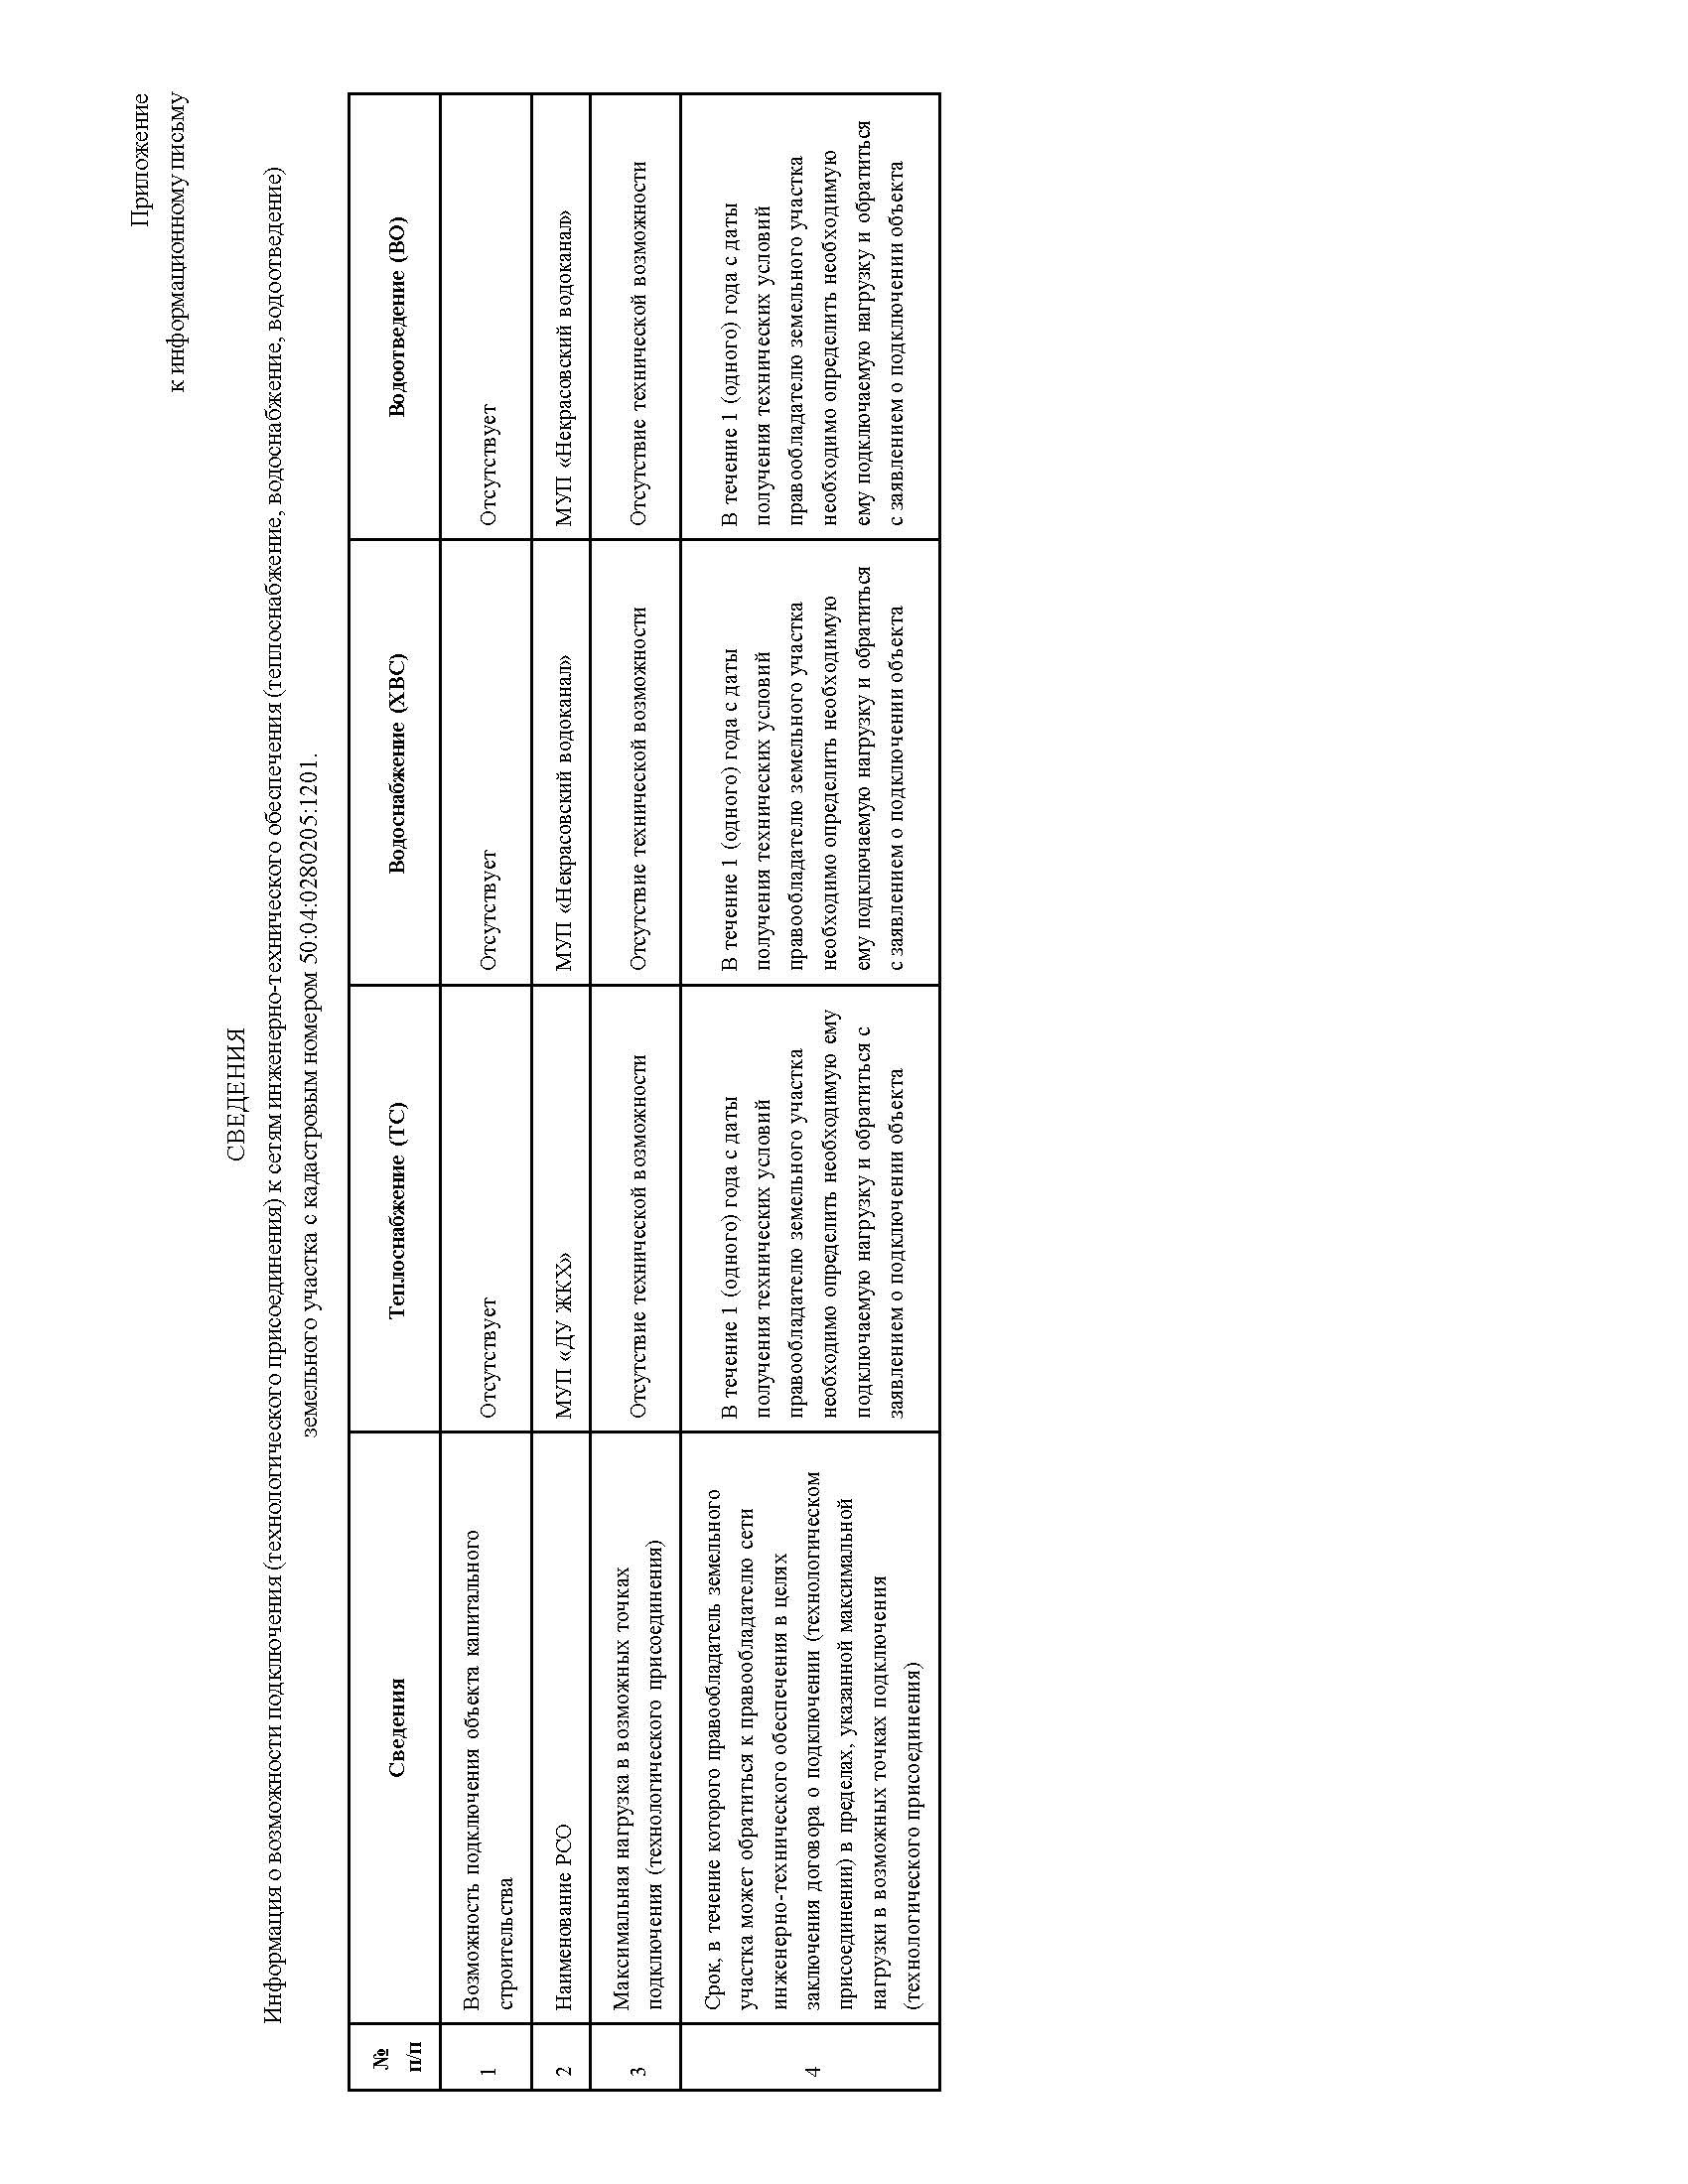 Приложение
к информационному письму
СВЕДЕНИЯ
Информация о возможности подключения (технологического присоединения) к сетям инженерно-технического обеспечения (теплоснабжение, водоснабжение, водоотведение)
земельного участка с кадастровым номером 50:04:0280205:1201.
№
п/п
Сведения
Теплоснабжение (ТС)
Водоснабжение (ХВС)
Водоотведение (ВО)
1
Возможность подключения объекта капитального
строительства
Отсутствует
Отсутствует
Отсутствует
2
Наименование РСО
МУП «ДУ ЖКХ»
МУП «Некрасовский водоканал»
МУП «Некрасовский водоканал»
3
Максимальная нагрузка в возможных точках
подключения (технологического присоединения)
Отсутствие технической возможности
Отсутствие технической возможности
Отсутствие технической возможности
4
Срок, в течение которого правообладатель земельного
участка может обратиться к правообладателю сети
инженерно-технического обеспечения в целях
заключения договора о подключении (технологическом
присоединении) в пределах, указанной максимальной
нагрузки в возможных точках подключения
(технологического присоединения)
В течение 1 (одного) года с даты
получения технических условий
правообладателю земельного участка
необходимо определить необходимую ему
подключаемую нагрузку и обратиться с
заявлением о подключении объекта
В течение 1 (одного) года с даты
получения технических условий
правообладателю земельного участка
необходимо определить необходимую
ему подключаемую нагрузку и обратиться
с заявлением о подключении объекта
В течение 1 (одного) года с даты
получения технических условий
правообладателю земельного участка
необходимо определить необходимую
ему подключаемую нагрузку и обратиться
с заявлением о подключении объекта